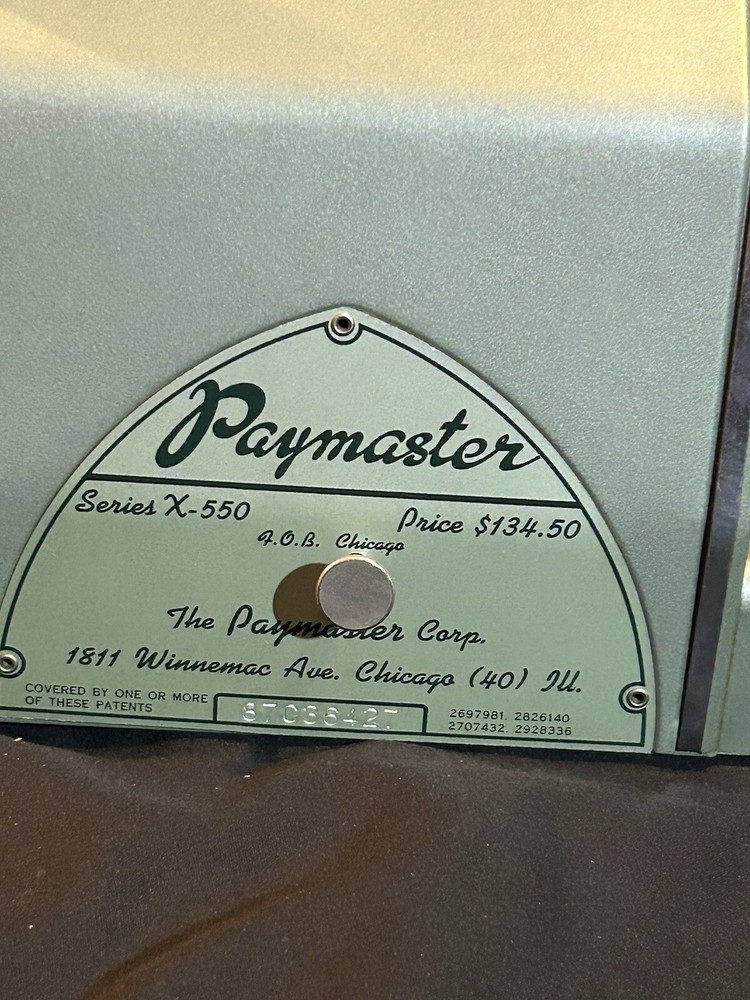 Paymaster
Series X-550
Price $134.50
F.O.B. Chicago
The Paymaster Corp.
1811 Winnemac Ave. Chicago (40) Ill.
COVERED BY ONE OR MORE
OF THESE PATENTS
2697981, 2826140
2707432, 2928336